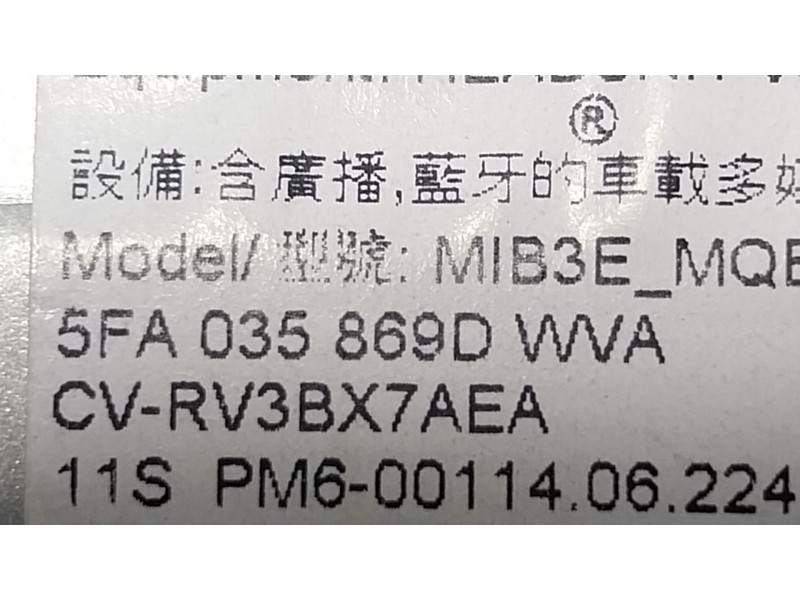 ®
設備:含廣播,藍牙的車載多
Model/ 型號: MIB3E_MQB
5FA 035 869D WVA
CV-RV3BX7AEA
11S PM6-00114.06.224